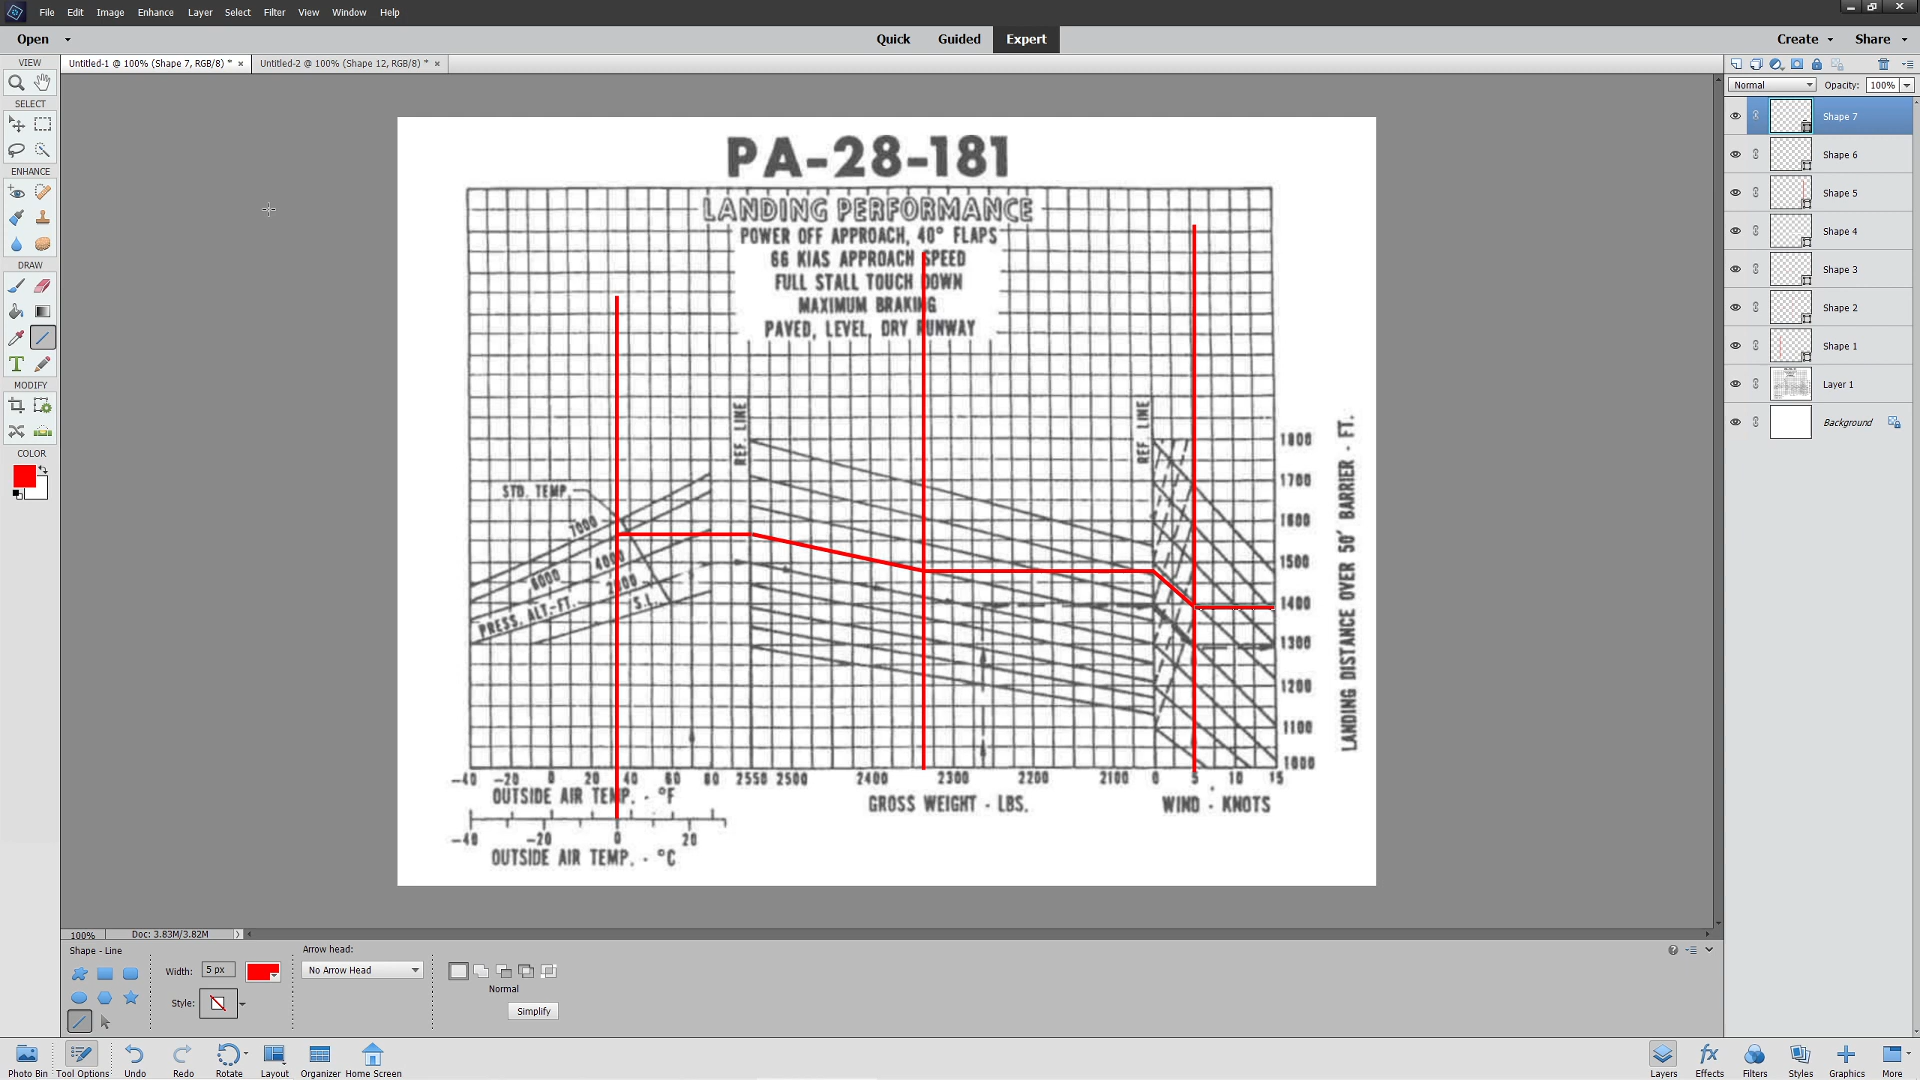 File Edit Image Enhance Layer Select Filter View Window Help
Open Quick Guided Expert Create Share
VIEW
Untitled-1 @ 100% (Shape 7, RGB/8) * ×
Untitled-2 @ 100% (Shape 12, RGB/8) * ×
SELECT
ENHANCE
DRAW
MODIFY
COLOR
Normal Opacity: 100%
Shape 7
Shape 6
Shape 5
Shape 4
Shape 3
Shape 2
Shape 1
Layer 1
Background
PA-28-181
LANDING PERFORMANCE
POWER OFF APPROACH, 40° FLAPS
66 KIAS APPROACH SPEED
FULL STALL TOUCH DOWN
MAXIMUM BRAKING
PAVED, LEVEL, DRY RUNWAY
REF. LINE
REF. LINE
STD. TEMP.
7000
6000
4000
2000
S.L.
PRESS. ALT.-FT.
1800
1700
1600
1500
1400
1300
1200
1100
1000
LANDING DISTANCE OVER 50' BARRIER - FT.
-40 -20 0 20 40 60 80 2550 2500 2400 2300 2200 2100 0 5 10 15
OUTSIDE AIR TEMP. - °F
GROSS WEIGHT - LBS.
WIND - KNOTS
-40 -20 0 20
OUTSIDE AIR TEMP. - °C
100% Doc: 3.83M/3.82M
Shape - Line
Width: 5 px
Style:
Arrow head:
No Arrow Head
Normal
Simplify
Photo Bin Tool Options Undo Redo Rotate Layout Organizer Home Screen
Layers Effects Filters Styles Graphics More